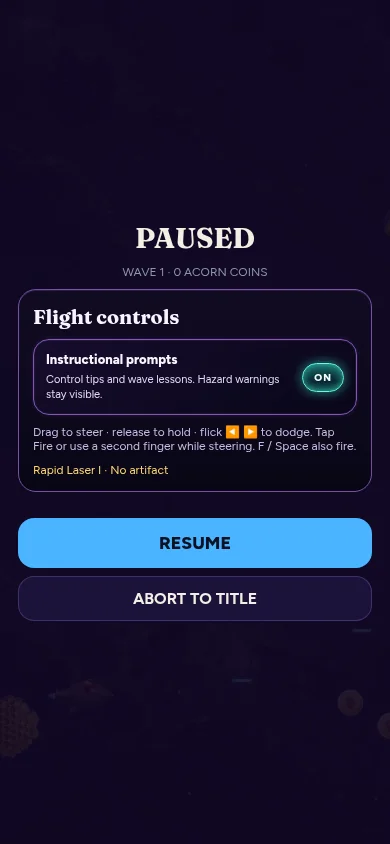 PAUSED
WAVE 1 · 0 ACORN COINS
Flight controls
Instructional prompts
Control tips and wave lessons. Hazard warnings
stay visible.
ON
Drag to steer · release to hold · flick ◀️ ▶️ to dodge. Tap
Fire or use a second finger while steering. F / Space also fire.
Rapid Laser I · No artifact
RESUME
ABORT TO TITLE